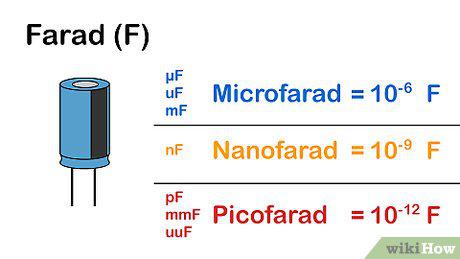 Farad (F)
µF
uF
mF
Microfarad = 10⁻⁶ F
nF
Nanofarad = 10⁻⁹ F
pF
mmF
uuF
Picofarad = 10⁻¹² F
wikiHow